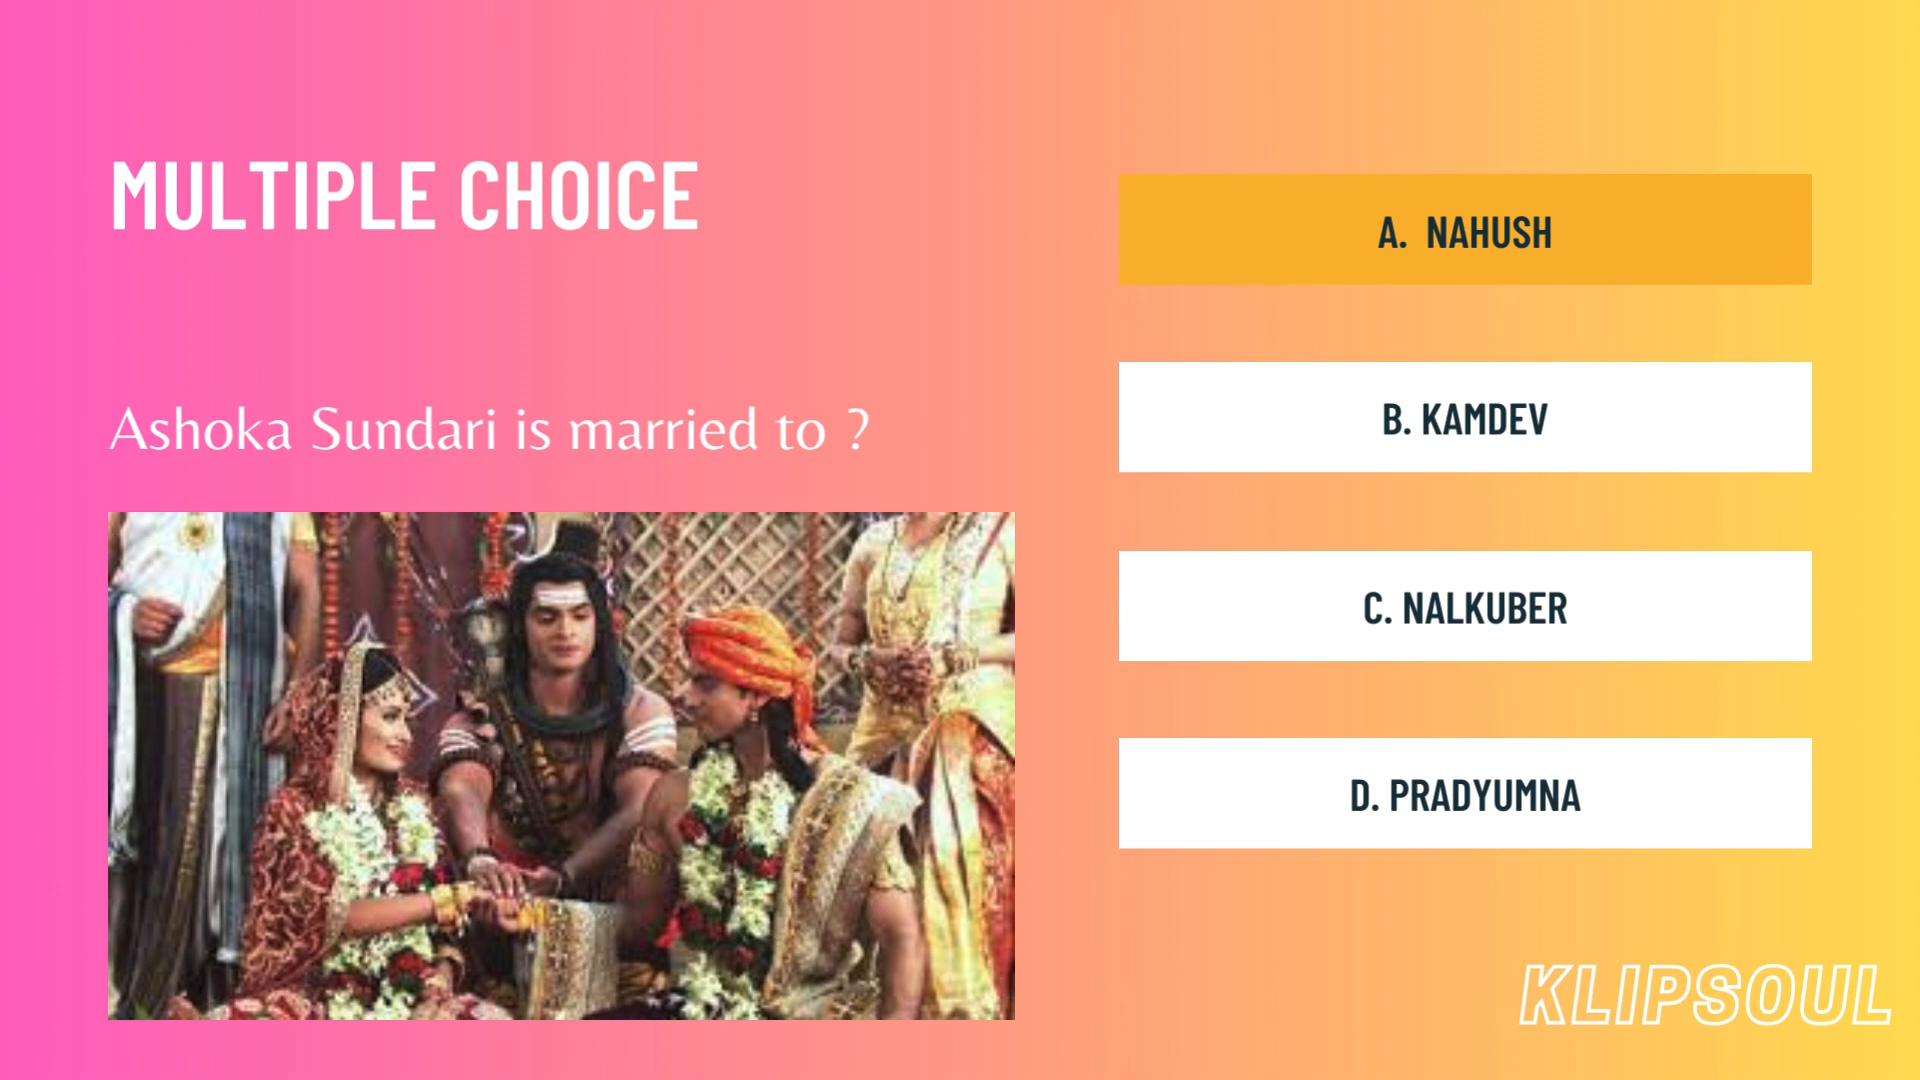 MULTIPLE CHOICE
Ashoka Sundari is married to ?
A. NAHUSH
B. KAMDEV
C. NALKUBER
D. PRADYUMNA
KLIPSOUL